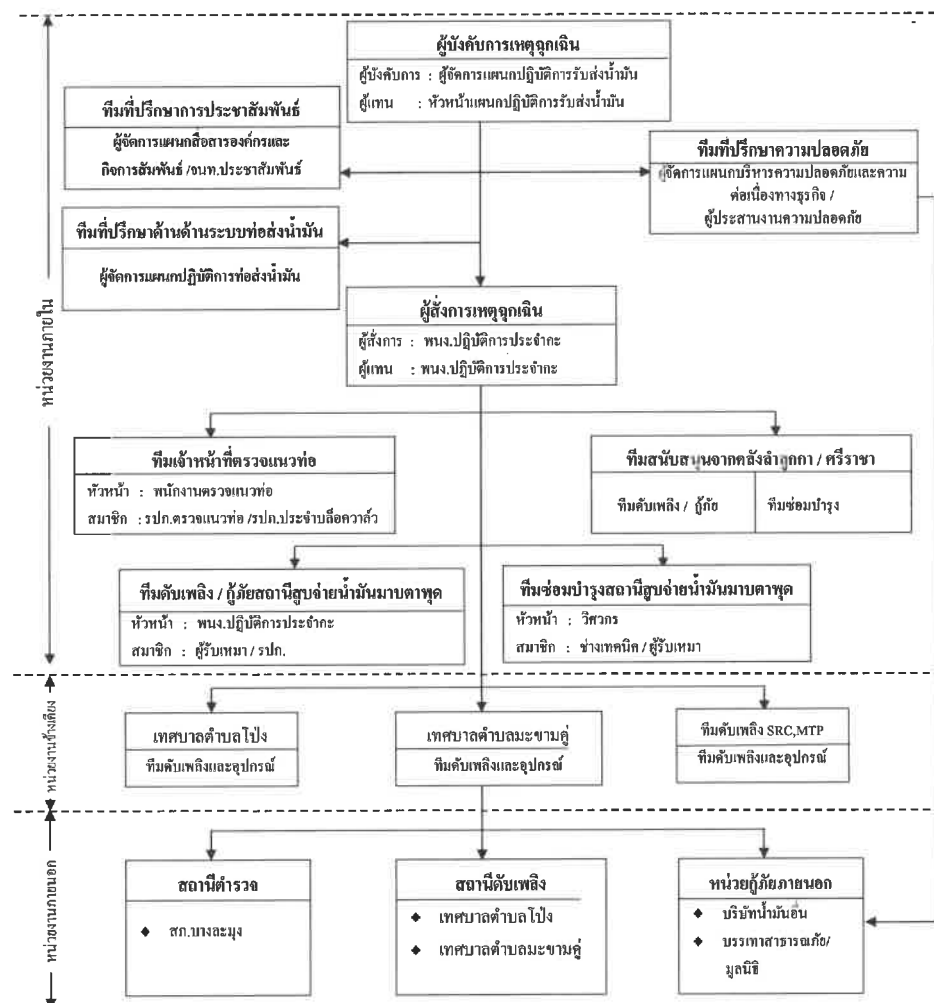 ผู้บังคับการเหตุฉุกเฉิน
ผู้บังคับการ : ผู้จัดการแผนกปฏิบัติการรับส่งน้ำมัน
ผู้แทน : หัวหน้าแผนกปฏิบัติการรับส่งน้ำมัน
ทีมที่ปรึกษาการประชาสัมพันธ์
ผู้จัดการแผนกสื่อสารองค์กรและ
กิจการสัมพันธ์ /จนท.ประชาสัมพันธ์
ทีมที่ปรึกษาความปลอดภัย
ผู้จัดการแผนกบริหารความปลอดภัยและความ
ต่อเนื่องทางธุรกิจ /
ผู้ประสานงานความปลอดภัย
ทีมที่ปรึกษาด้านด้านระบบท่อส่งน้ำมัน
ผู้จัดการแผนกปฏิบัติการท่อส่งน้ำมัน
ผู้สั่งการเหตุฉุกเฉิน
ผู้สั่งการ : พนง.ปฏิบัติการประจำกะ
ผู้แทน : พนง.ปฏิบัติการประจำกะ
หน่วยงานภายใน
ทีมเจ้าหน้าที่ตรวจแนวท่อ
หัวหน้า : พนักงานตรวจแนวท่อ
สมาชิก : รปภ.ตรวจแนวท่อ /รปภ.ประจำบล็อควาล์ว
ทีมสนับสนุนจากคลังลำลูกกา / ศรีราชา
ทีมดับเพลิง / กู้ภัย
ทีมซ่อมบำรุง
ทีมดับเพลิง / กู้ภัยสถานีสูบจ่ายน้ำมันมาบตาพุด
หัวหน้า : พนง.ปฏิบัติการประจำกะ
สมาชิก : ผู้รับเหมา / รปภ.
ทีมซ่อมบำรุงสถานีสูบจ่ายน้ำมันมาบตาพุด
หัวหน้า : วิศวกร
สมาชิก : ช่างเทคนิค / ผู้รับเหมา
หน่วยงานข้างเคียง
เทศบาลตำบลโป่ง
ทีมดับเพลิงและอุปกรณ์
เทศบาลตำบลมะขามคู่
ทีมดับเพลิงและอุปกรณ์
ทีมดับเพลิง SRC,MTP
ทีมดับเพลิงและอุปกรณ์
หน่วยงานภายนอก
สถานีตำรวจ
◆ สภ.บางละมุง
สถานีดับเพลิง
◆ เทศบาลตำบลโป่ง
◆ เทศบาลตำบลมะขามคู่
หน่วยกู้ภัยภายนอก
◆ บริษัทน้ำมันอื่น
◆ บรรเทาสาธารณภัย/
มูลนิธิ